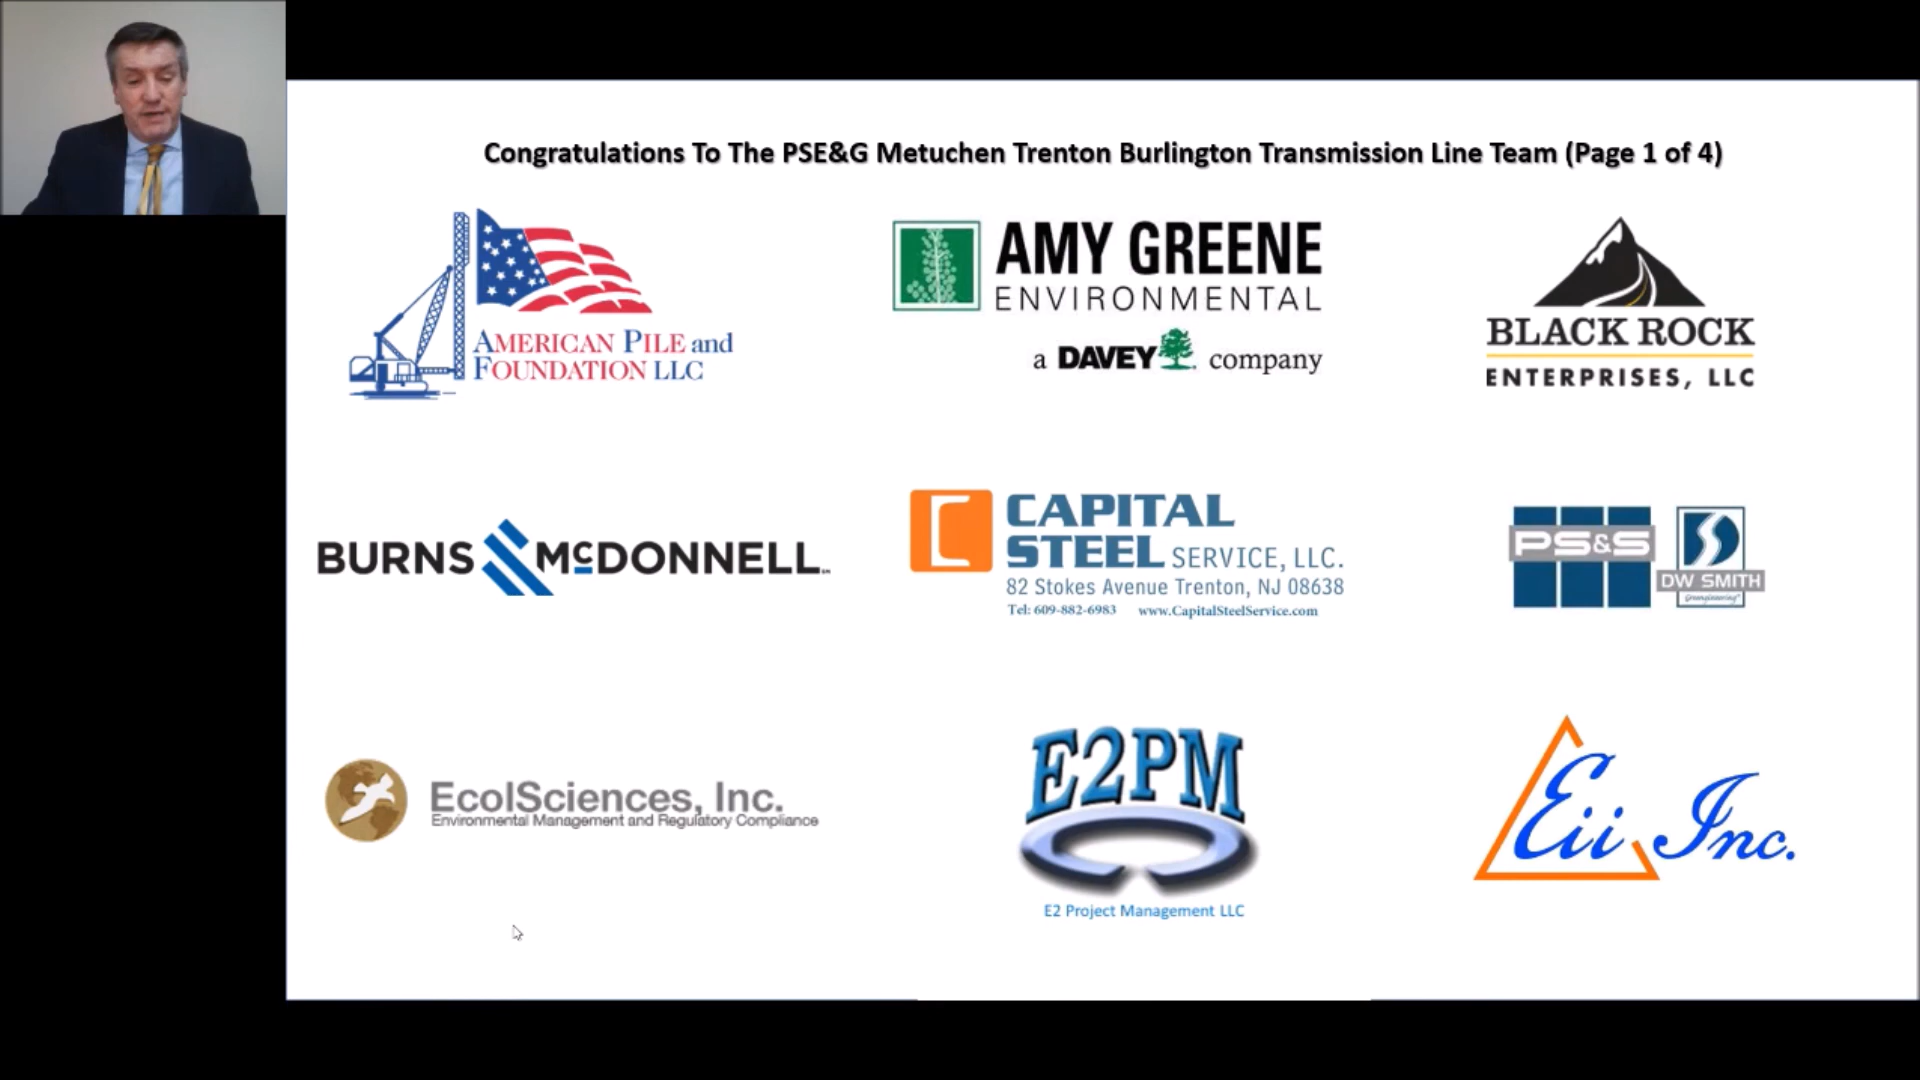 Congratulations To The PSE&G Metuchen Trenton Burlington Transmission Line Team (Page 1 of 4)
AMERICAN PILE and
FOUNDATION LLC
AMY GREENE
ENVIRONMENTAL
a DAVEY company
BLACK ROCK
ENTERPRISES, LLC
BURNS McDONNELL
CAPITAL
STEEL SERVICE, LLC.
82 Stokes Avenue Trenton, NJ 08638
Tel: 609-882-6983 www.CapitalSteelService.com
PS&S
DW SMITH
Greengineering
EcolSciences, Inc.
Environmental Management and Regulatory Compliance
E2PM
E2 Project Management LLC
Eii Inc.